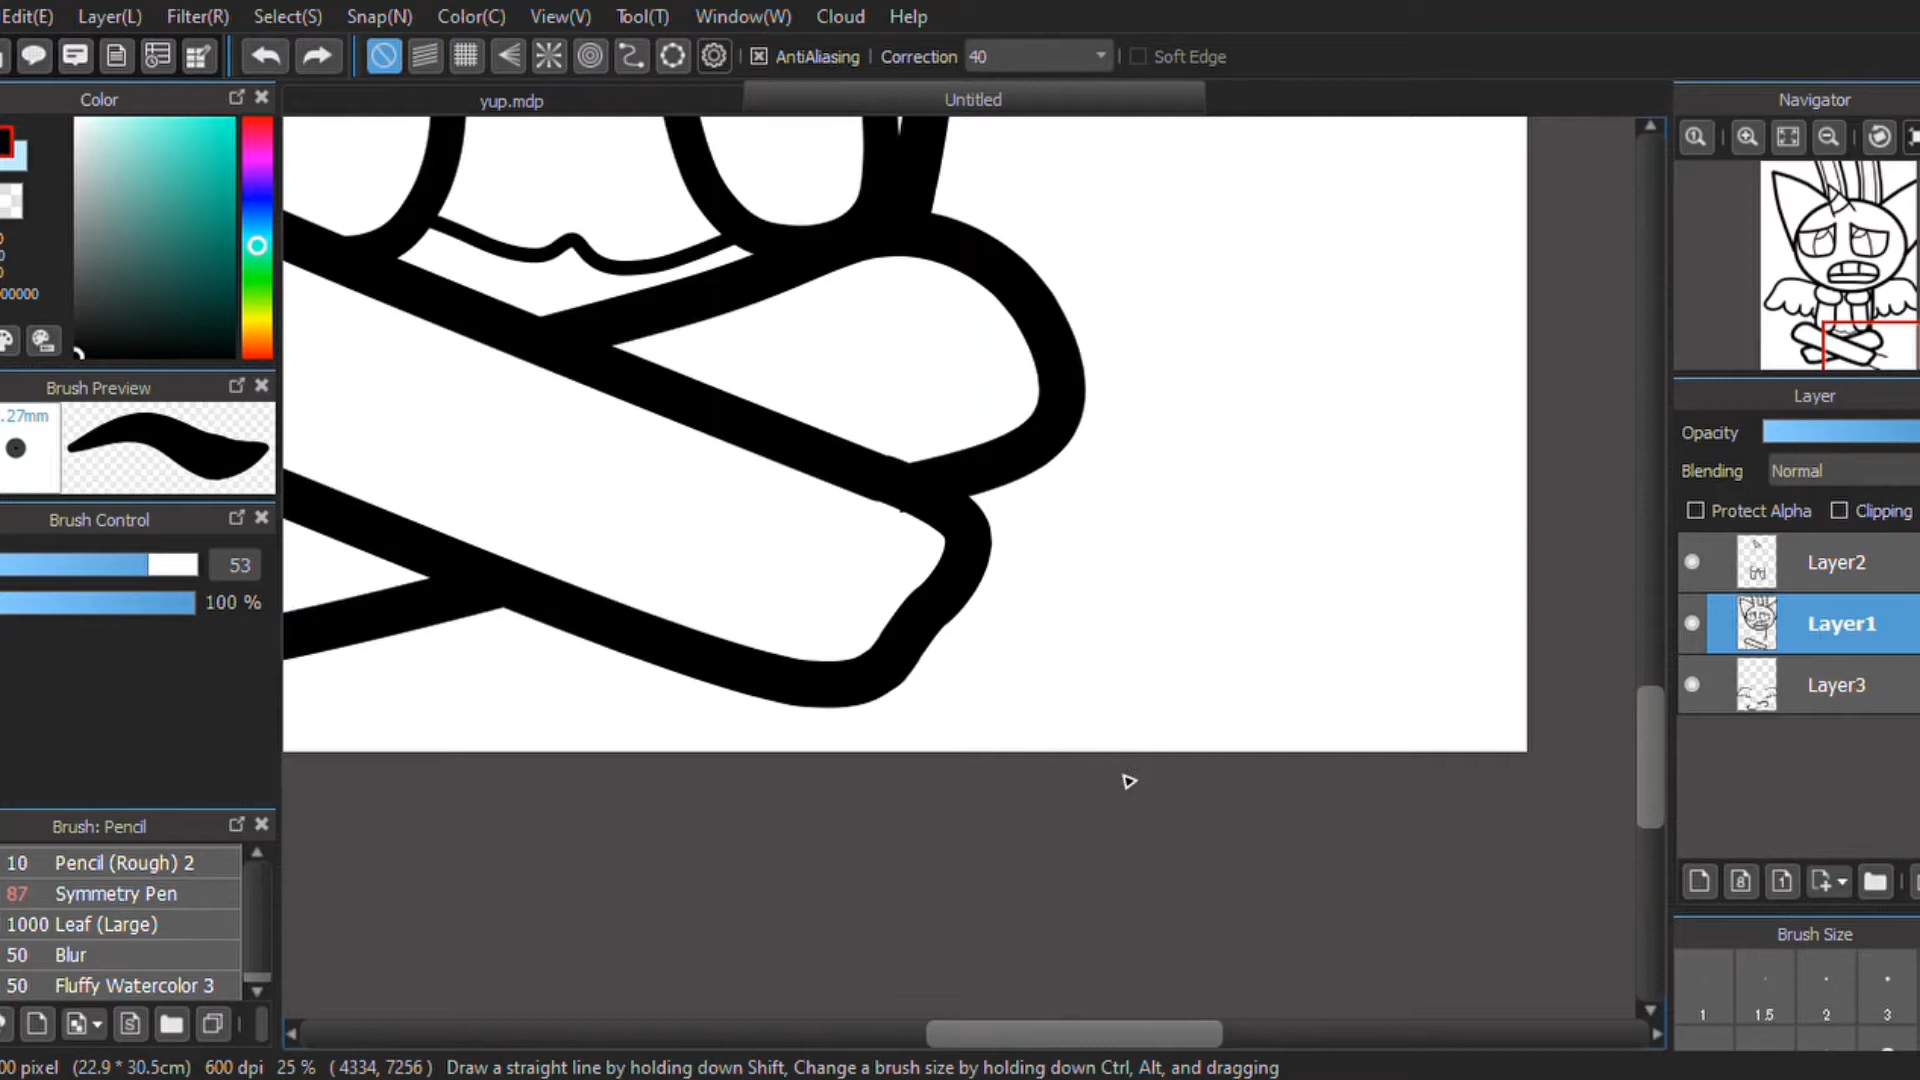 Edit(E) Layer(L) Filter(R) Select(S) Snap(N) Color(C) View(V) Tool(T) Window(W) Cloud Help
AntiAliasing Correction 40 Soft Edge
Color
yup.mdp Untitled
Navigator
0
0
0
00000
Brush Preview
.27mm
Brush Control
53
100 %
Brush: Pencil
10 Pencil (Rough) 2
87 Symmetry Pen
1000 Leaf (Large)
50 Blur
50 Fluffy Watercolor 3
Layer
Opacity
Blending Normal
Protect Alpha Clipping
Layer2
Layer1
Layer3
Brush Size
1 1.5 2 3
00 pixel (22.9 * 30.5cm) 600 dpi 25 % ( 4334, 7256 ) Draw a straight line by holding down Shift, Change a brush size by holding down Ctrl, Alt, and dragging